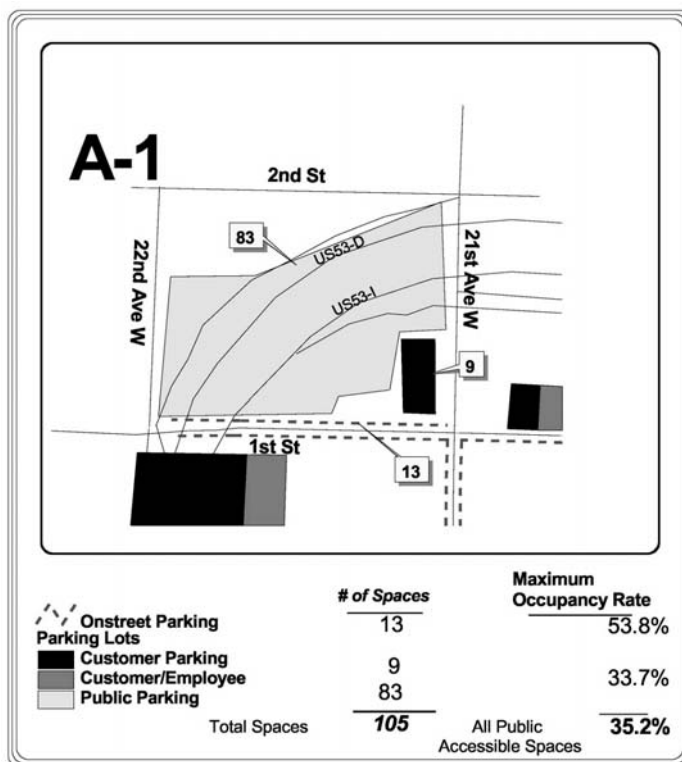 A-1
2nd St
83
US53-D
22nd Ave W
21st Ave W
US53-I
9
1st St
13
# of Spaces
Maximum
Occupancy Rate
Onstreet Parking
13
53.8%
Parking Lots
Customer Parking
9
Customer/Employee
33.7%
Public Parking
83
Total Spaces
105
All Public
Accessible Spaces
35.2%